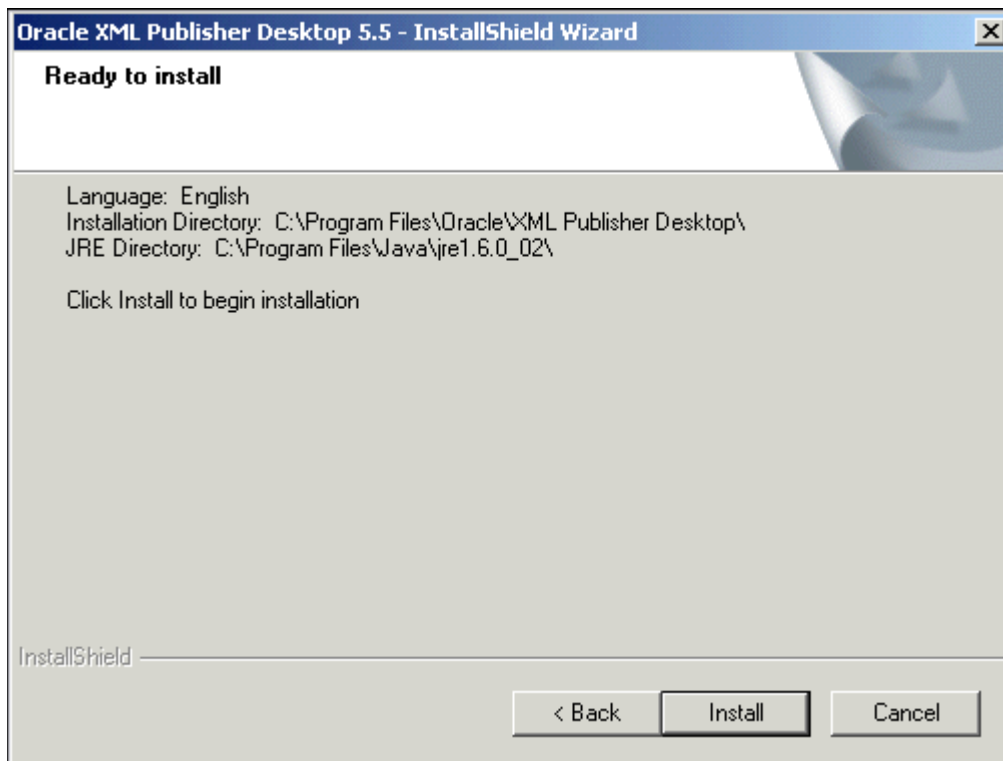 Oracle XML Publisher Desktop 5.5 - InstallShield Wizard
Ready to install
Language:  English
Installation Directory:  C:\Program Files\Oracle\XML Publisher Desktop\
JRE Directory:  C:\Program Files\Java\jre1.6.0_02\
Click Install to begin installation
InstallShield
< Back
Install
Cancel